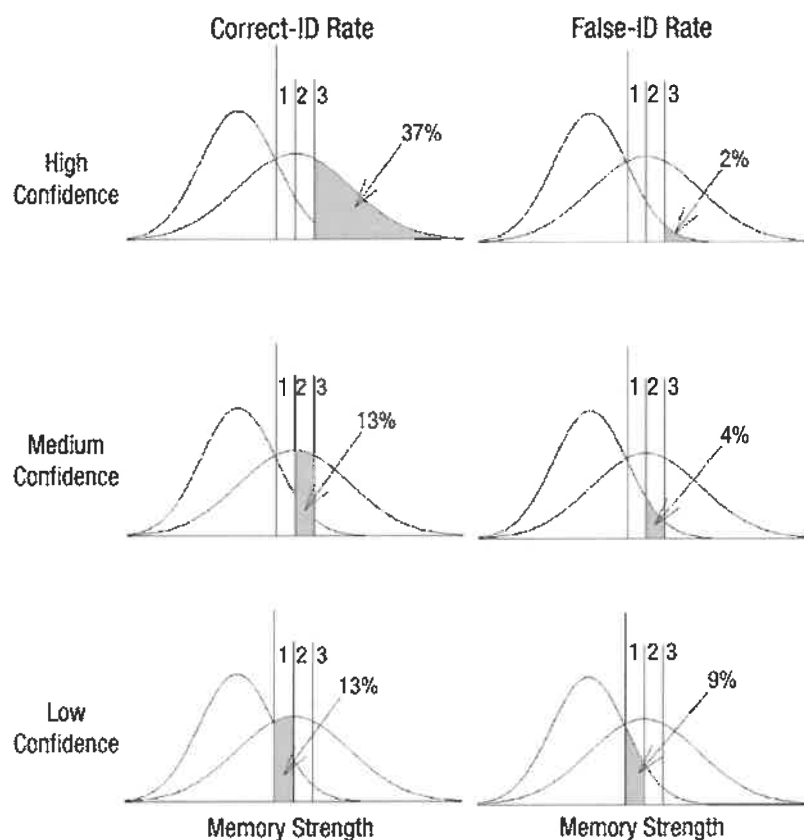 Correct-ID Rate False-ID Rate
1 2 3 1 2 3
37%
2%
High
Confidence
1 2 3 1 2 3
13%
4%
Medium
Confidence
1 2 3 1 2 3
13% 9%
Low
Confidence
Memory Strength Memory Strength